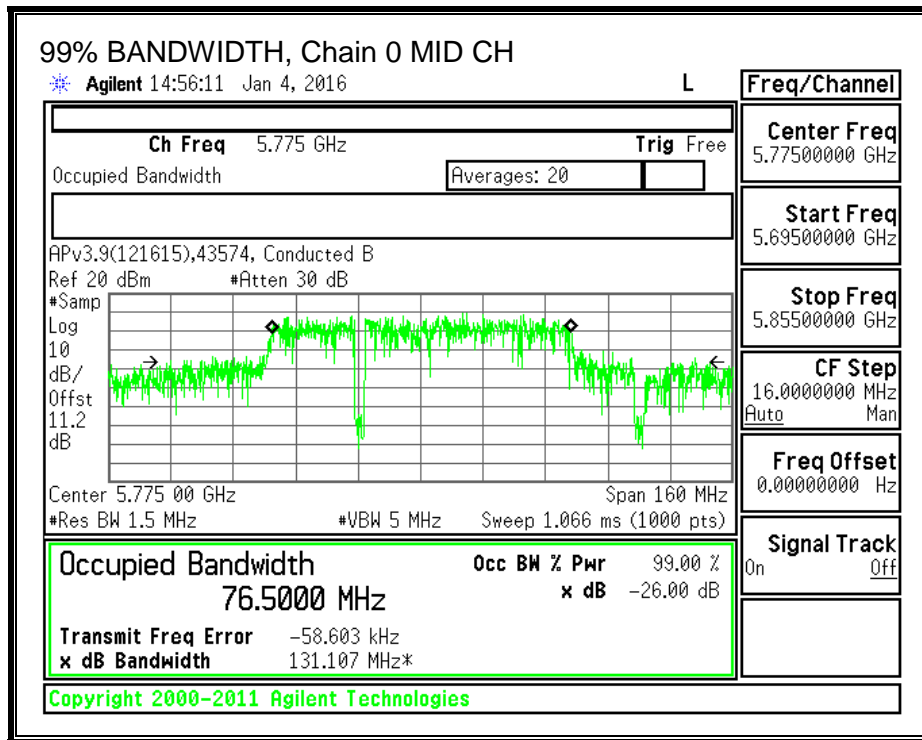 99% BANDWIDTH, Chain 0 MID CH
Agilent 14:56:11 Jan 4, 2016 L
Freq/Channel
Ch Freq 5.775 GHz Trig Free
Occupied Bandwidth Averages: 20
Center Freq
5.77500000 GHz
Start Freq
5.69500000 GHz
Stop Freq
5.85500000 GHz
CF Step
16.0000000 MHz
Auto Man
Freq Offset
0.00000000 Hz
Signal Track
On Off
APv3.9(121615),43574, Conducted B
Ref 20 dBm #Atten 30 dB
#Samp
Log
10
dB/
Offst
11.2
dB
Center 5.775 00 GHz Span 160 MHz
#Res BW 1.5 MHz #VBW 5 MHz Sweep 1.066 ms (1000 pts)
Occupied Bandwidth Occ BW % Pwr 99.00 %
76.5000 MHz x dB -26.00 dB
Transmit Freq Error -58.603 kHz
x dB Bandwidth 131.107 MHz*
Copyright 2000-2011 Agilent Technologies